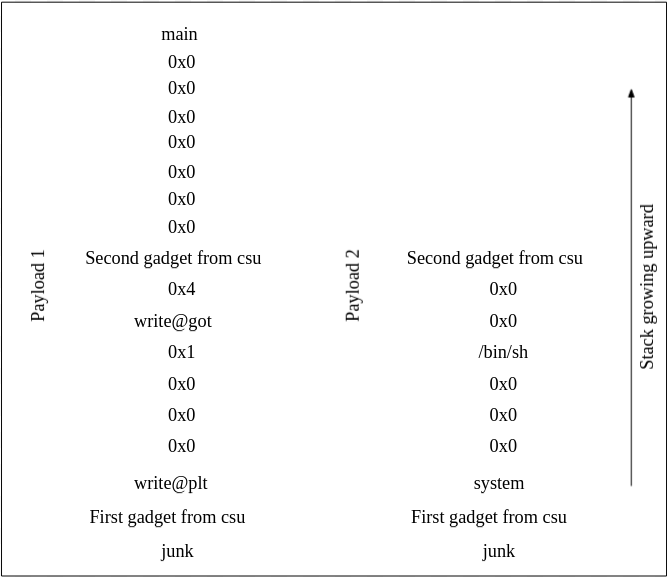 Payload 1
main
0x0
0x0
0x0
0x0
0x0
0x0
0x0
Second gadget from csu
0x4
write@got
0x1
0x0
0x0
0x0
write@plt
First gadget from csu
junk
Payload 2
Second gadget from csu
0x0
0x0
/bin/sh
0x0
0x0
0x0
system
First gadget from csu
junk
Stack growing upward